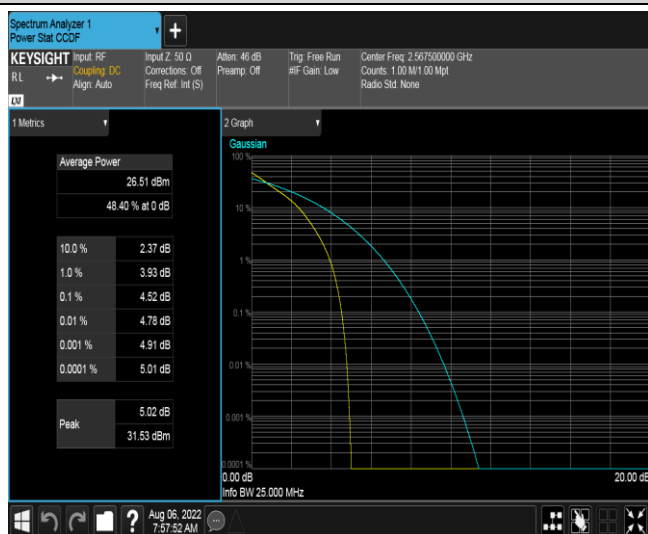 Spectrum Analyzer 1
Power Stat CCDF
+
KEYSIGHT
RL
LXI
Input: RF
Coupling: DC
Align: Auto
Input Z: 50 Ω
Corrections: Off
Freq Ref: Int (S)
Atten: 46 dB
Preamp: Off
Trig: Free Run
#IF Gain: Low
Center Freq: 2.567500000 GHz
Counts: 1.00 M/1.00 Mpt
Radio Std: None
1 Metrics
Average Power
26.51 dBm
48.40 % at 0 dB
10.0 % 2.37 dB
1.0 % 3.93 dB
0.1 % 4.52 dB
0.01 % 4.78 dB
0.001 % 4.91 dB
0.0001 % 5.01 dB
Peak 5.02 dB
31.53 dBm
2 Graph
Gaussian
100 %
10 %
1 %
0.1 %
0.01 %
0.001 %
0.0001 %
0.00 dB 20.00 dB
Info BW 25.000 MHz
? Aug 06, 2022
7:57:52 AM